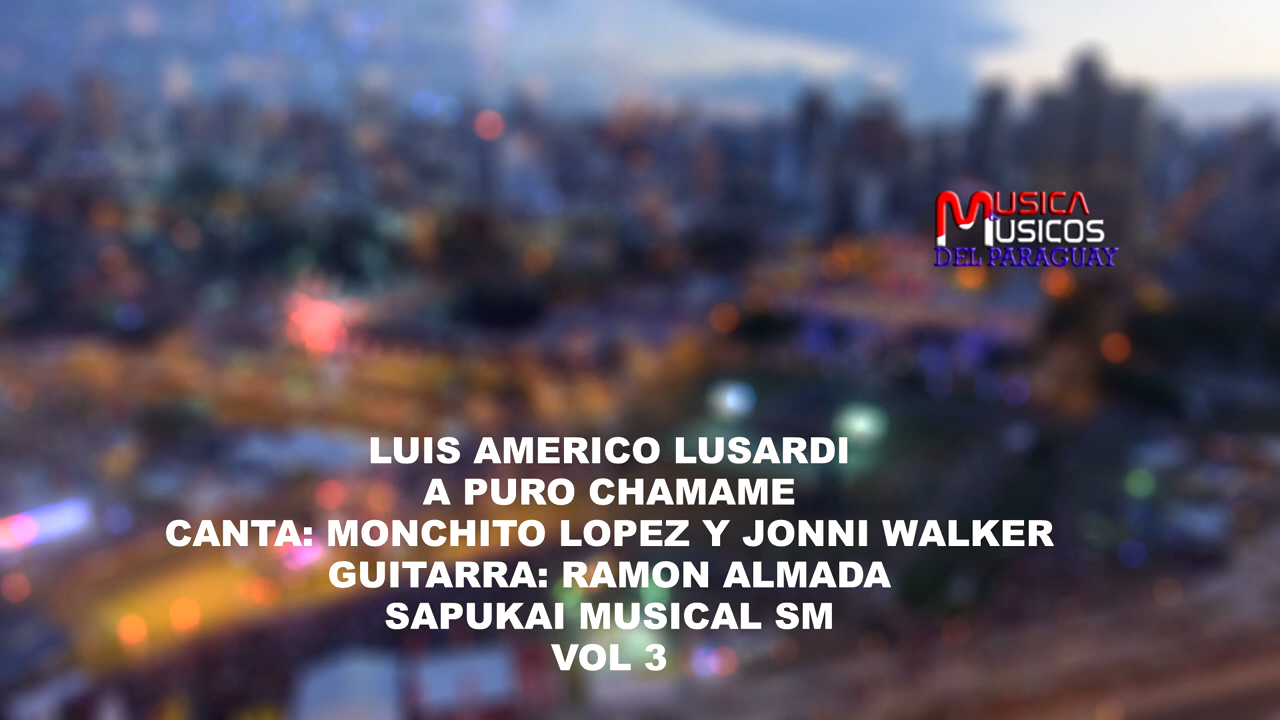 MUSICA
MUSICOS
DEL PARAGUAY
LUIS AMERICO LUSARDI
A PURO CHAMAME
CANTA: MONCHITO LOPEZ Y JONNI WALKER
GUITARRA: RAMON ALMADA
SAPUKAI MUSICAL SM
VOL 3